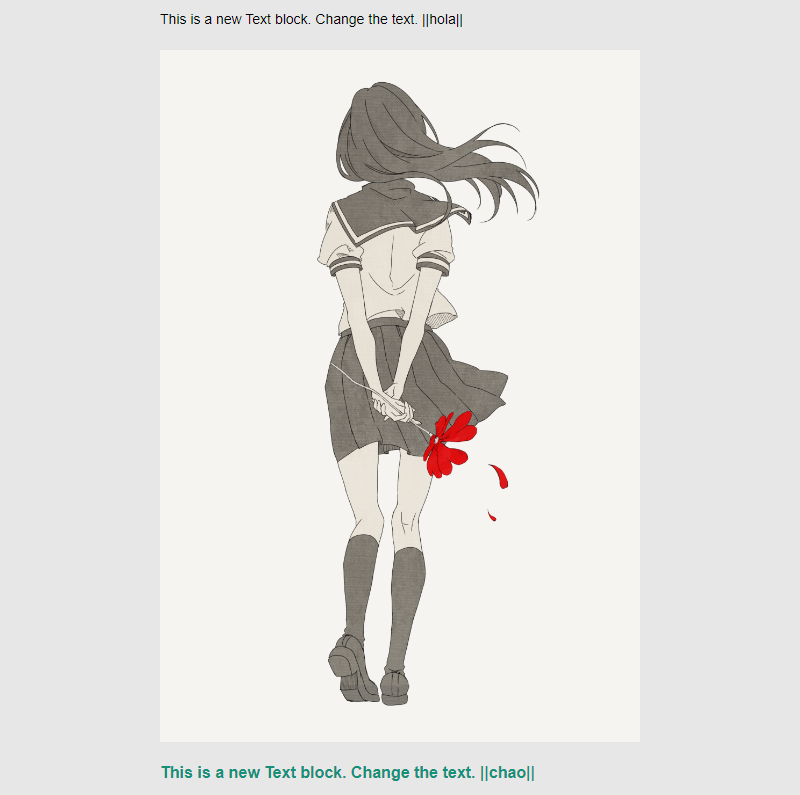 This is a new Text block. Change the text. ||hola||
This is a new Text block. Change the text. ||chao||